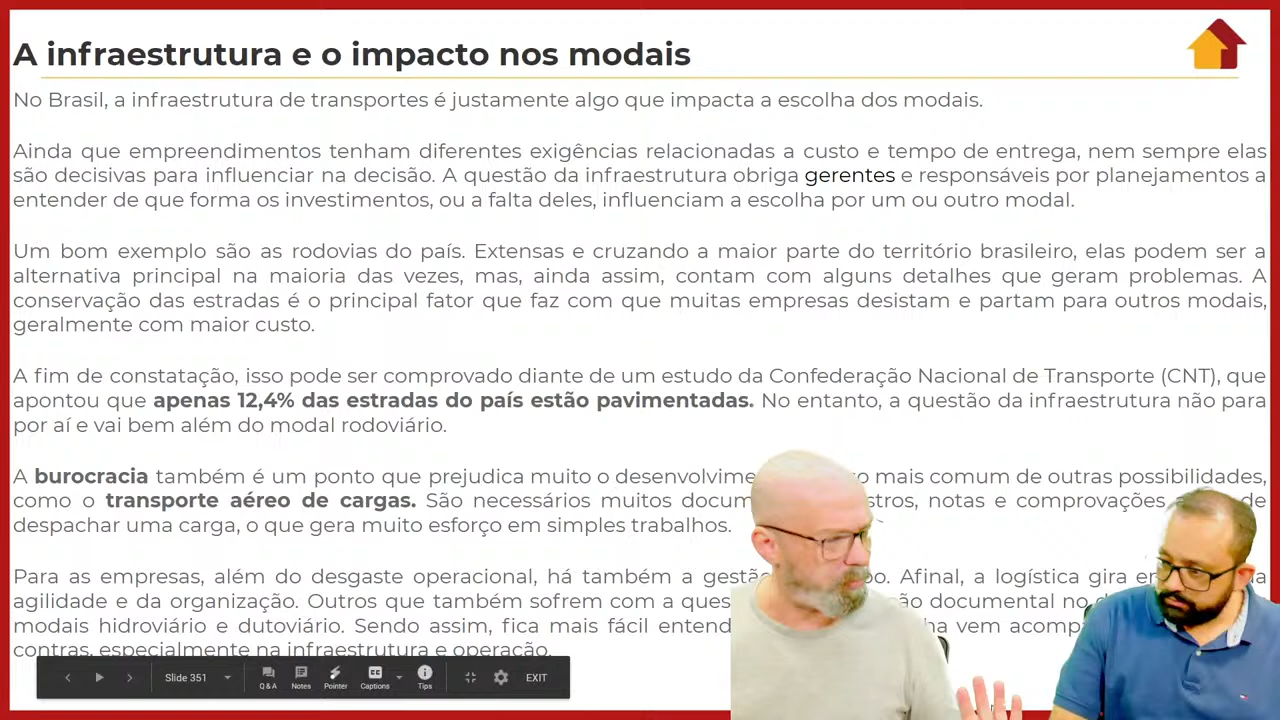 A infraestrutura e o impacto nos modais
No Brasil, a infraestrutura de transportes é justamente algo que impacta a escolha dos modais.
Ainda que empreendimentos tenham diferentes exigências relacionadas a custo e tempo de entrega, nem sempre elas
são decisivas para influenciar na decisão. A questão da infraestrutura obriga gerentes e responsáveis por planejamentos a
entender de que forma os investimentos, ou a falta deles, influenciam a escolha por um ou outro modal.
Um bom exemplo são as rodovias do país. Extensas e cruzando a maior parte do território brasileiro, elas podem ser a
alternativa principal na maioria das vezes, mas, ainda assim, contam com alguns detalhes que geram problemas. A
conservação das estradas é o principal fator que faz com que muitas empresas desistam e partam para outros modais,
geralmente com maior custo.
A fim de constatação, isso pode ser comprovado diante de um estudo da Confederação Nacional de Transporte (CNT), que
apontou que apenas 12,4% das estradas do país estão pavimentadas. No entanto, a questão da infraestrutura não para
por aí e vai bem além do modal rodoviário.
A burocracia também é um ponto que prejudica muito o mais comum de outras possibilidades,
como o transporte aéreo de cargas. São necessários muitos notas e comprovações de
despachar uma carga, o que gera muito esforço em simples trabalhos.
Para as empresas, além do desgaste operacional, há também a Afinal, a logística gira
agilidade e da organização. Outros que também sofrem com a documental no
modais hidroviário e dutoviário. Sendo assim, fica mais fácil vem
contras, especialmente na infraestrutura e operação.
Slide 351
Q & A
Notes
Pointer
Captions
Tips
EXIT